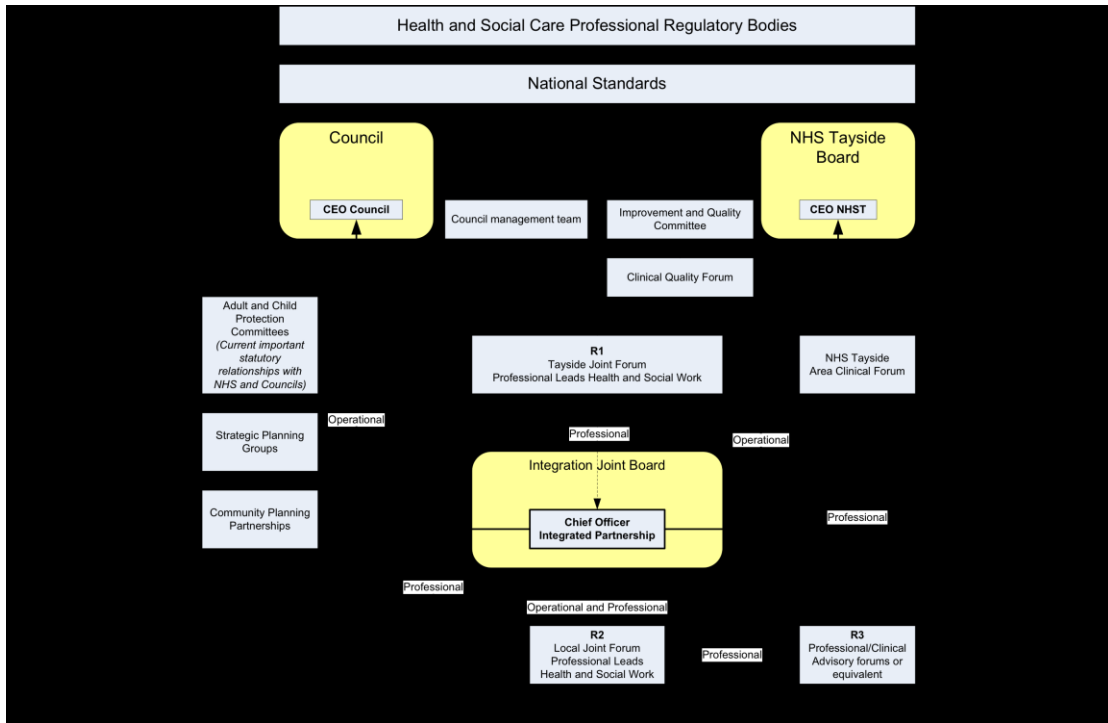 Health and Social Care Professional Regulatory Bodies
National Standards
Council
CEO Council
Council management team
Improvement and Quality
Committee
NHS Tayside
Board
CEO NHST
Clinical Quality Forum
Adult and Child
Protection
Committees
(Current important
statutory
relationships with
NHS and Councils)
R1
Tayside Joint Forum
Professional Leads Health and Social Work
NHS Tayside
Area Clinical Forum
Operational
Professional
Operational
Strategic Planning
Groups
Integration Joint Board
Chief Officer
Integrated Partnership
Community Planning
Partnerships
Professional
Professional
Operational and Professional
R2
Local Joint Forum
Professional Leads
Health and Social Work
Professional
R3
Professional/Clinical
Advisory forums or
equivalent